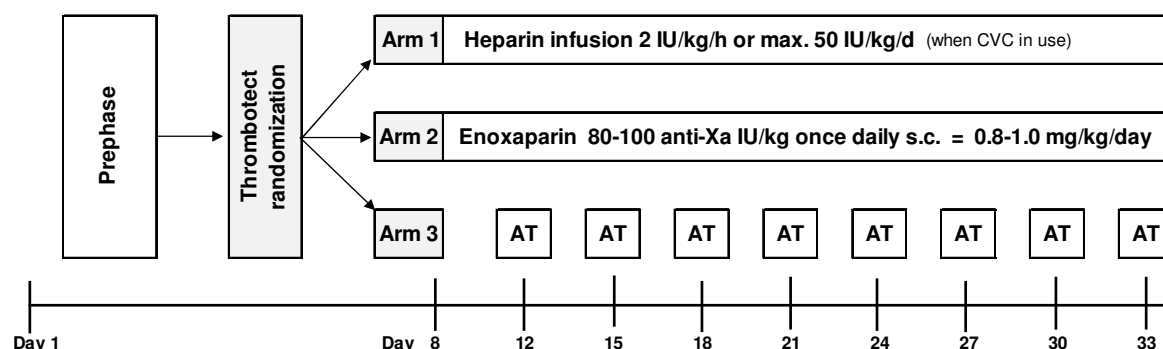 Prephase
Thrombotect
randomization
Arm 1 Heparin infusion 2 IU/kg/h or max. 50 IU/kg/d (when CVC in use)
Arm 2 Enoxaparin 80-100 anti-Xa IU/kg once daily s.c. = 0.8-1.0 mg/kg/day
Arm 3 AT AT AT AT AT AT AT AT
Day 1 Day 8 12 15 18 21 24 27 30 33